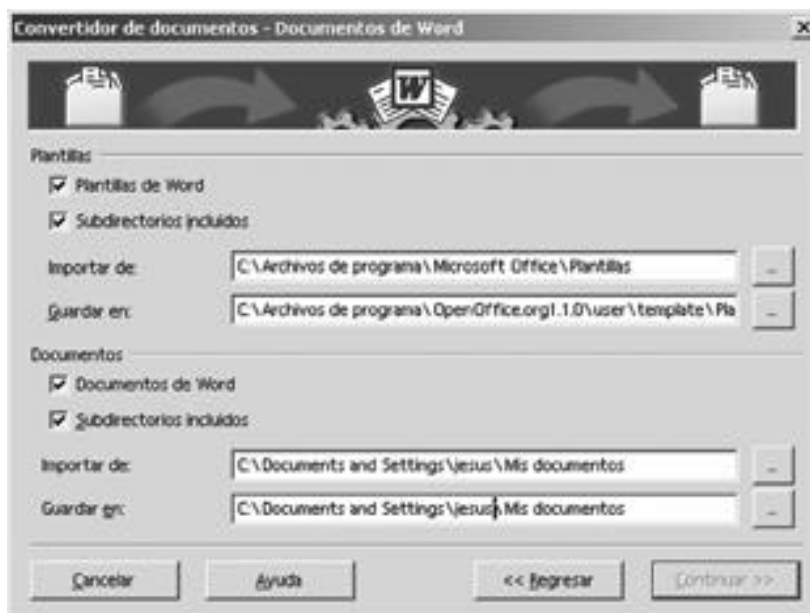 Convertidor de documentos - Documentos de Word
W
Plantillas
Plantillas de Word
Subdirectorios incluidos
Importar de: C:\Archivos de programa\Microsoft Office\Plantillas ...
Guardar en: C:\Archivos de programa\OpenOffice.org1.1.0\user\template\Pla ...
Documentos
Documentos de Word
Subdirectorios incluidos
Importar de: C:\Documents and Settings\jesus\Mis documentos ...
Guardar en: C:\Documents and Settings\jesus\Mis documentos ...
Cancelar Ayuda << Regresar Continuar >>